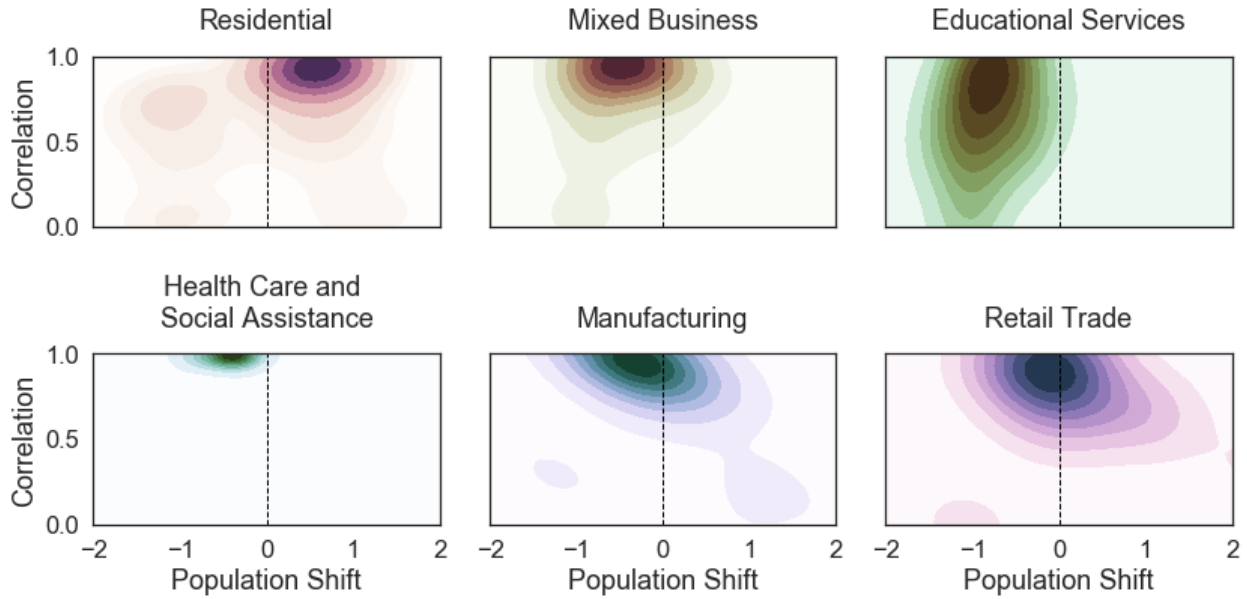 Residential
Mixed Business
Educational Services
Correlation
1.0
0.5
0.0
Health Care and
Social Assistance
Manufacturing
Retail Trade
Correlation
1.0
0.5
0.0
−2 −1 0 1 2
−2 −1 0 1 2
−2 −1 0 1 2
Population Shift
Population Shift
Population Shift